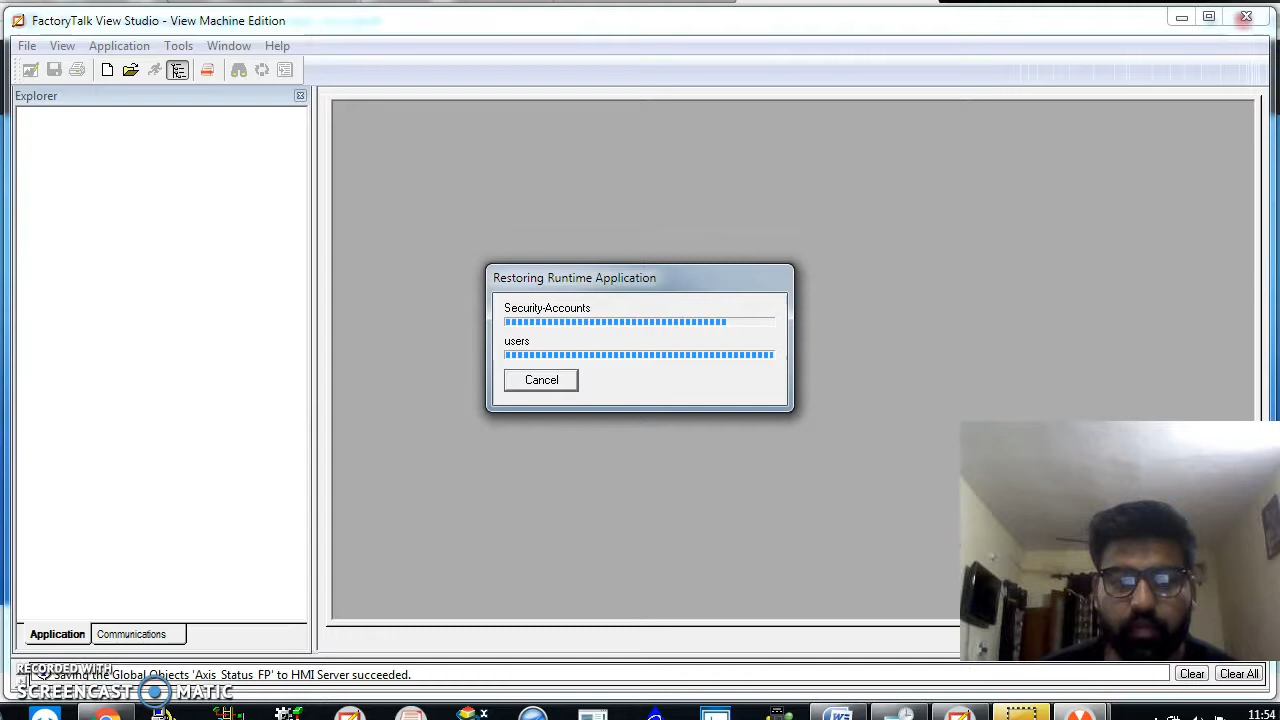 FactoryTalk View Studio - View Machine Edition
File View Application Tools Window Help
Explorer
Restoring Runtime Application
Security-Accounts
users
Cancel
Application Communications
Saving the Global Objects 'Axis_Status_FP' to HMI Server succeeded.
Clear Clear All
RECORDED WITH
SCREENCAST MATIC
11:54